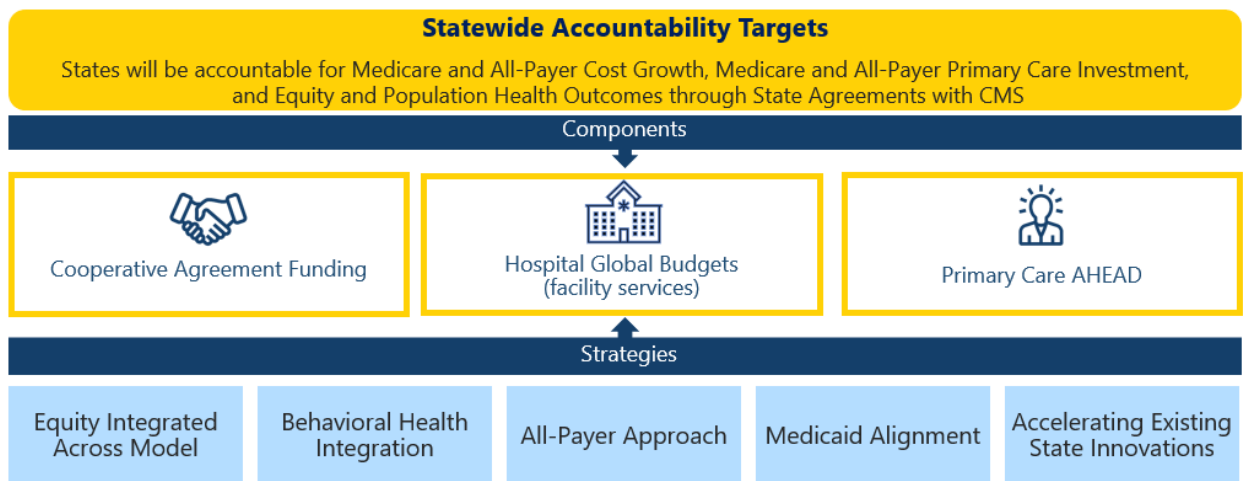 Statewide Accountability Targets
States will be accountable for Medicare and All-Payer Cost Growth, Medicare and All-Payer Primary Care Investment,
and Equity and Population Health Outcomes through State Agreements with CMS
Components
Cooperative Agreement Funding
Hospital Global Budgets
(facility services)
Primary Care AHEAD
Strategies
Equity Integrated
Across Model
Behavioral Health
Integration
All-Payer Approach
Medicaid Alignment
Accelerating Existing
State Innovations